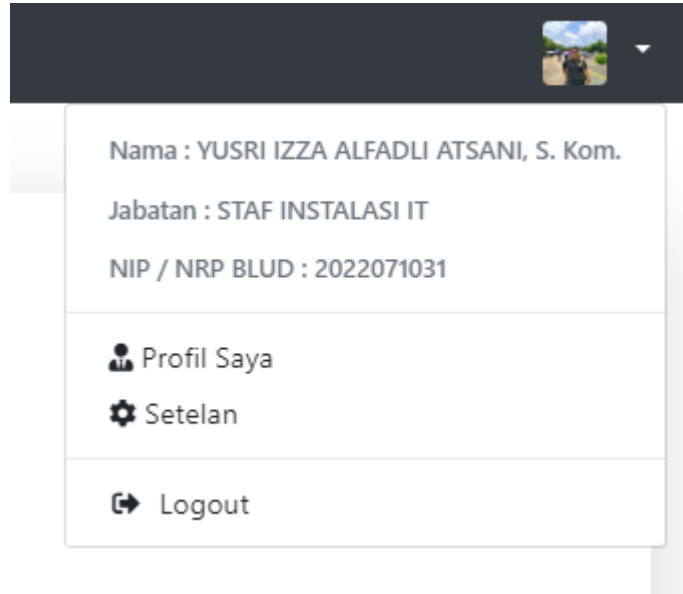 Nama : YUSRI IZZA ALFADLI ATSANI, S. Kom.
Jabatan : STAF INSTALASI IT
NIP / NRP BLUD : 2022071031
Profil Saya
Setelan
Logout